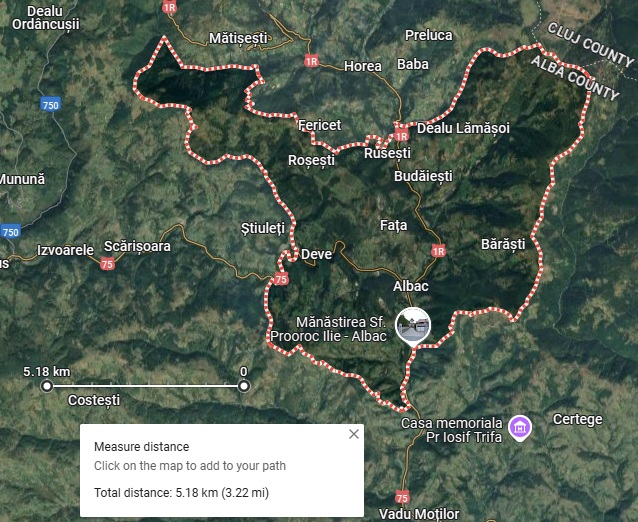 Dealu
Ordâncușii
1R
Mătișești
Preluca
CLUJ COUNTY
1R
Horea
Baba
ALBA COUNTY
750
Fericet
1R
Dealu Lămășoi
Roșești
Rusești
Munună
Budăiești
Știuleți
Fața
750
us
Izvoarele
Scărișoara
75
Deve
1R
Bărăști
75
Albac
Mănăstirea Sf.
Prooroc Ilie - Albac
5.18 km
0
Costești
Casa memoriala
Pr Iosif Trifa
Certege
Measure distance
Click on the map to add to your path
Total distance: 5.18 km (3.22 mi)
75
Vadu Moților